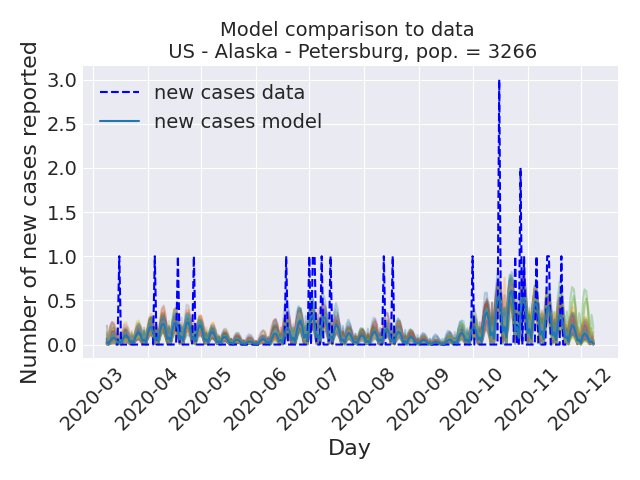 Model comparison to data
US - Alaska - Petersburg, pop. = 3266
Number of new cases reported
3.0
2.5
2.0
1.5
1.0
0.5
0.0
new cases data
new cases model
2020-03
2020-04
2020-05
2020-06
2020-07
2020-08
2020-09
2020-10
2020-11
2020-12
Day